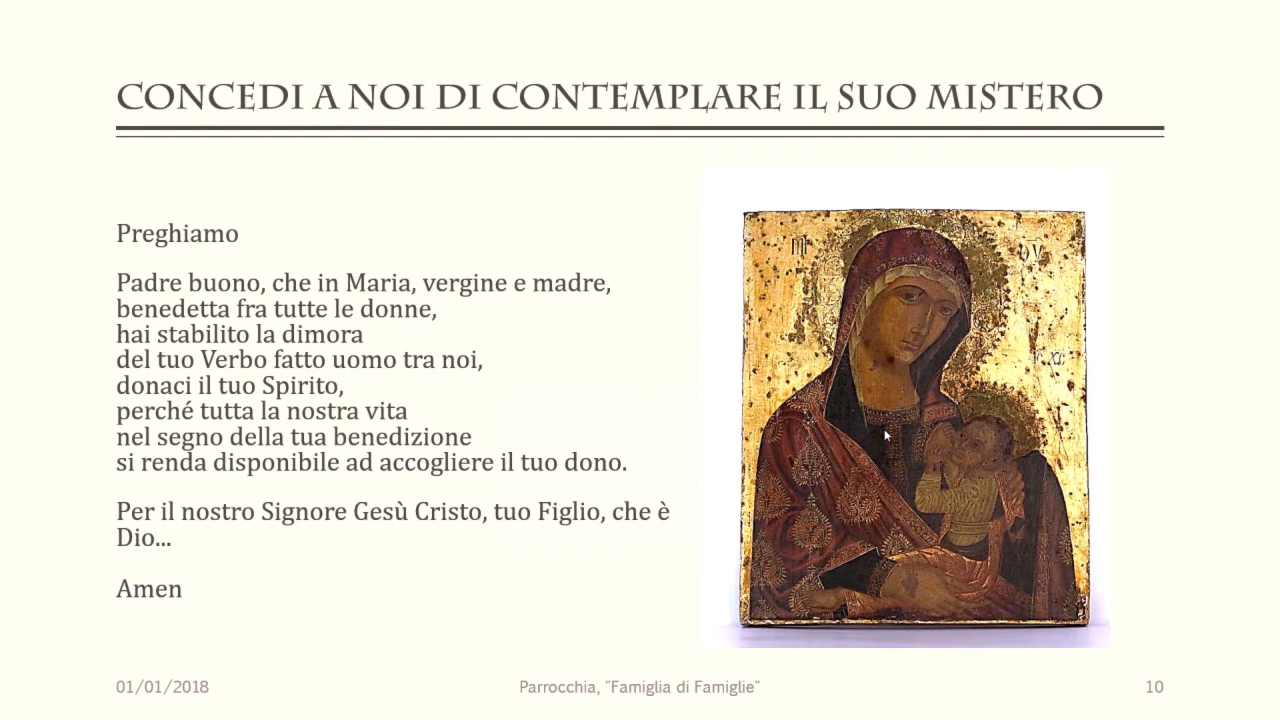 CONCEDI A NOI DI CONTEMPLARE IL SUO MISTERO
Preghiamo
Padre buono, che in Maria, vergine e madre,
benedetta fra tutte le donne,
hai stabilito la dimora
del tuo Verbo fatto uomo tra noi,
donaci il tuo Spirito,
perché tutta la nostra vita
nel segno della tua benedizione
si renda disponibile ad accogliere il tuo dono.
Per il nostro Signore Gesù Cristo, tuo Figlio, che è
Dio...
Amen
01/01/2018
Parrocchia, "Famiglia di Famiglie"
10